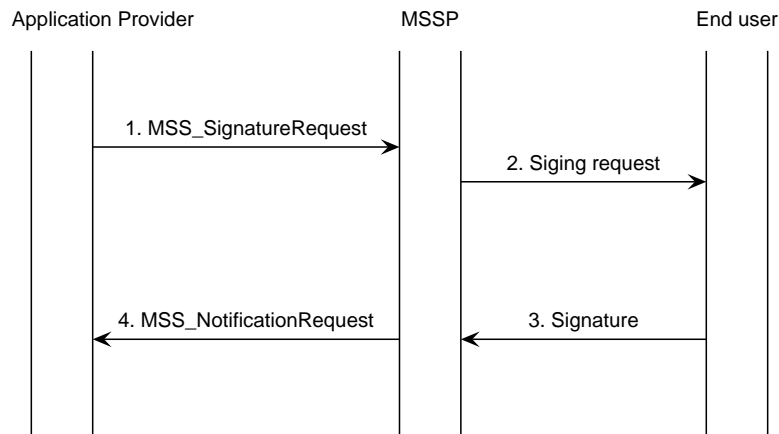 Application Provider
MSSP
End user
1. MSS_SignatureRequest
2. Siging request
4. MSS_NotificationRequest
3. Signature